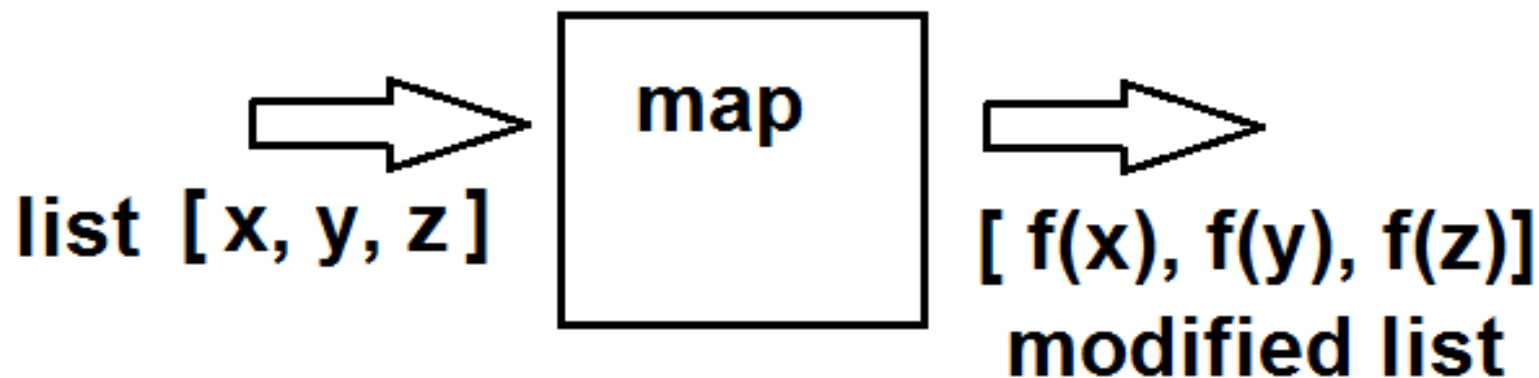 map
list [ x, y, z ]
[ f(x), f(y), f(z)]
modified list